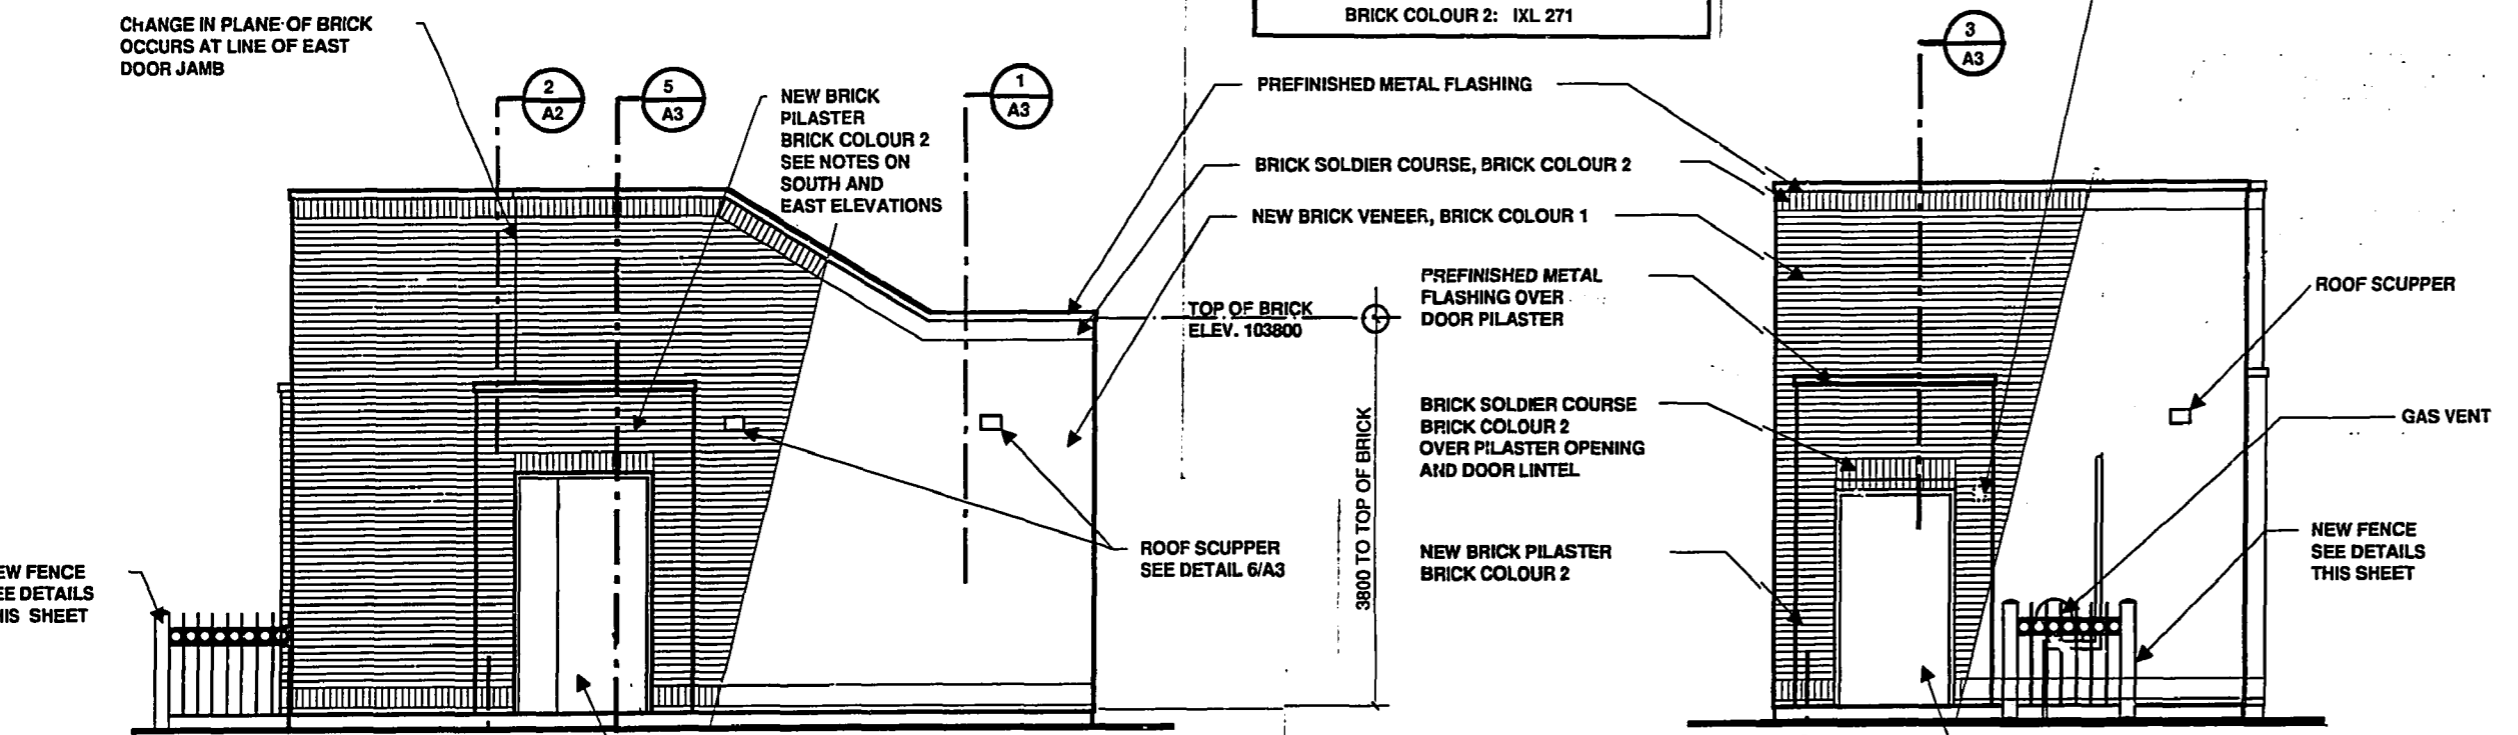 BRICK COLOUR 2: IXL 271
CHANGE IN PLANE OF BRICK
OCCURS AT LINE OF EAST
DOOR JAMB
2
A2
5
A3
NEW BRICK
PILASTER
BRICK COLOUR 2
SEE NOTES ON
SOUTH AND
EAST ELEVATIONS
1
A3
PREFINISHED METAL FLASHING
BRICK SOLDIER COURSE, BRICK COLOUR 2
NEW BRICK VENEER, BRICK COLOUR 1
3
A3
TOP OF BRICK
ELEV. 103800
PREFINISHED METAL
FLASHING OVER
DOOR PILASTER
ROOF SCUPPER
BRICK SOLDIER COURSE
BRICK COLOUR 2
OVER PILASTER OPENING
AND DOOR LINTEL
GAS VENT
3800 TO TOP OF BRICK
ROOF SCUPPER
SEE DETAIL 6/A3
NEW BRICK PILASTER
BRICK COLOUR 2
NEW FENCE
SEE DETAILS
THIS SHEET
EW FENCE
EE DETAILS
HIS SHEET